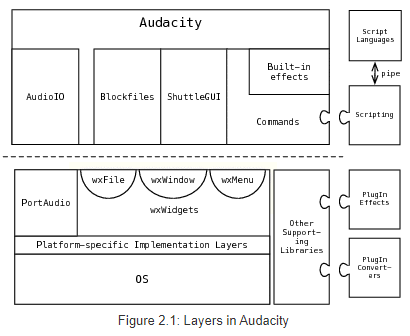 Audacity
Script
Languages
pipe
AudioIO
Blockfiles
ShuttleGUI
Built-in
effects
Commands
Scripting
wxFile
wxWindow
wxMenu
PortAudio
wxWidgets
Other
Support-
ing
Libraries
PlugIn
Effects
Platform-specific Implementation Layers
OS
PlugIn
Convert-
ers
Figure 2.1: Layers in Audacity